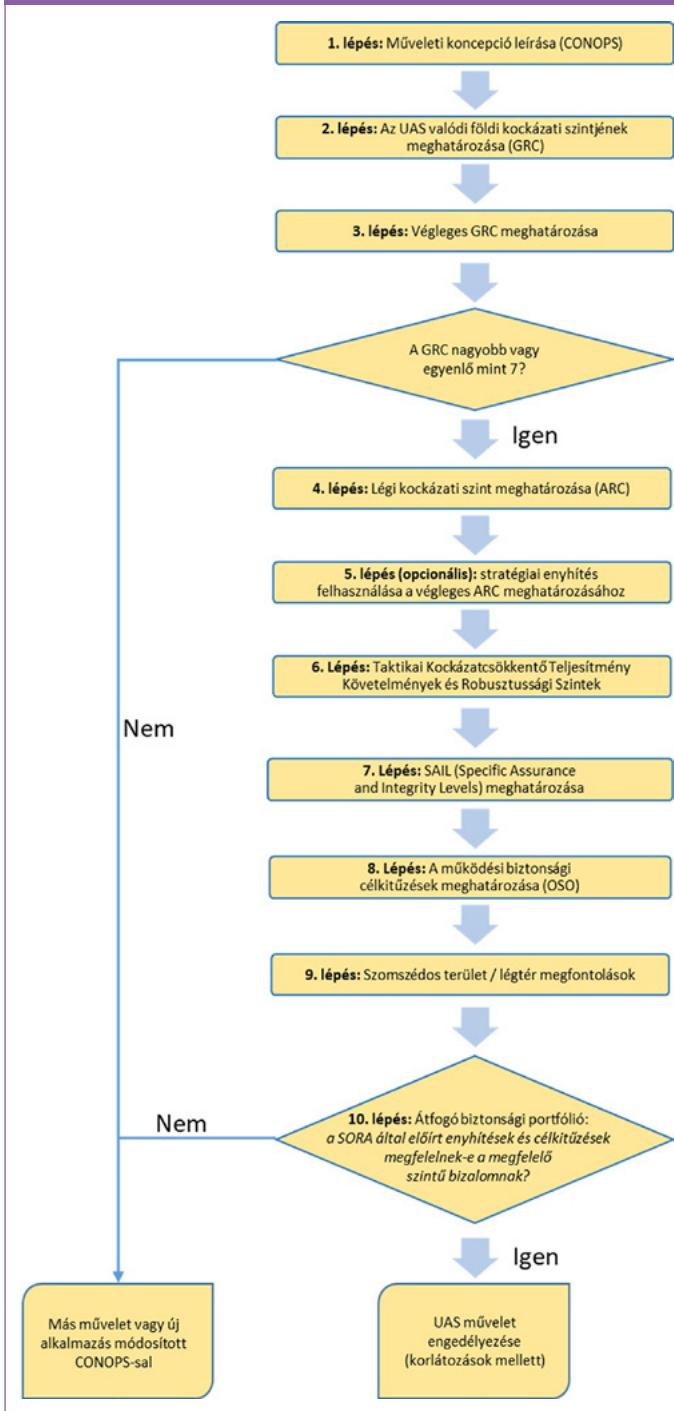 1. lépés: Műveleti koncepció leírása (CONOPS)
2. lépés: Az UAS valódi földi kockázati szintjének
meghatározása (GRC)
3. lépés: Végleges GRC meghatározása
A GRC nagyobb vagy
egyenlő mint 7?
Igen
4. lépés: Légi kockázati szint meghatározása (ARC)
5. lépés (opcionális): stratégiai enyhítés
felhasználása a végleges ARC meghatározásához
6. Lépés: Taktikai Kockázatcsökkentő Teljesítmény
Követelmények és Robusztussági Szintek
Nem
7. Lépés: SAIL (Specific Assurance
and Integrity Levels) meghatározása
8. Lépés: A működési biztonsági
célkitűzések meghatározása (OSO)
9. lépés: Szomszédos terület / légtér megfontolások
Nem
10. lépés: Átfogó biztonsági portfólió:
a SORA által előírt enyhítések és célkitűzések
megfelelnek-e a megfelelő
szintű bizalomnak?
Igen
Más művelet vagy új
alkalmazás módosított
CONOPS-sal
UAS művelet
engedélyezése
(korlátozások mellett)